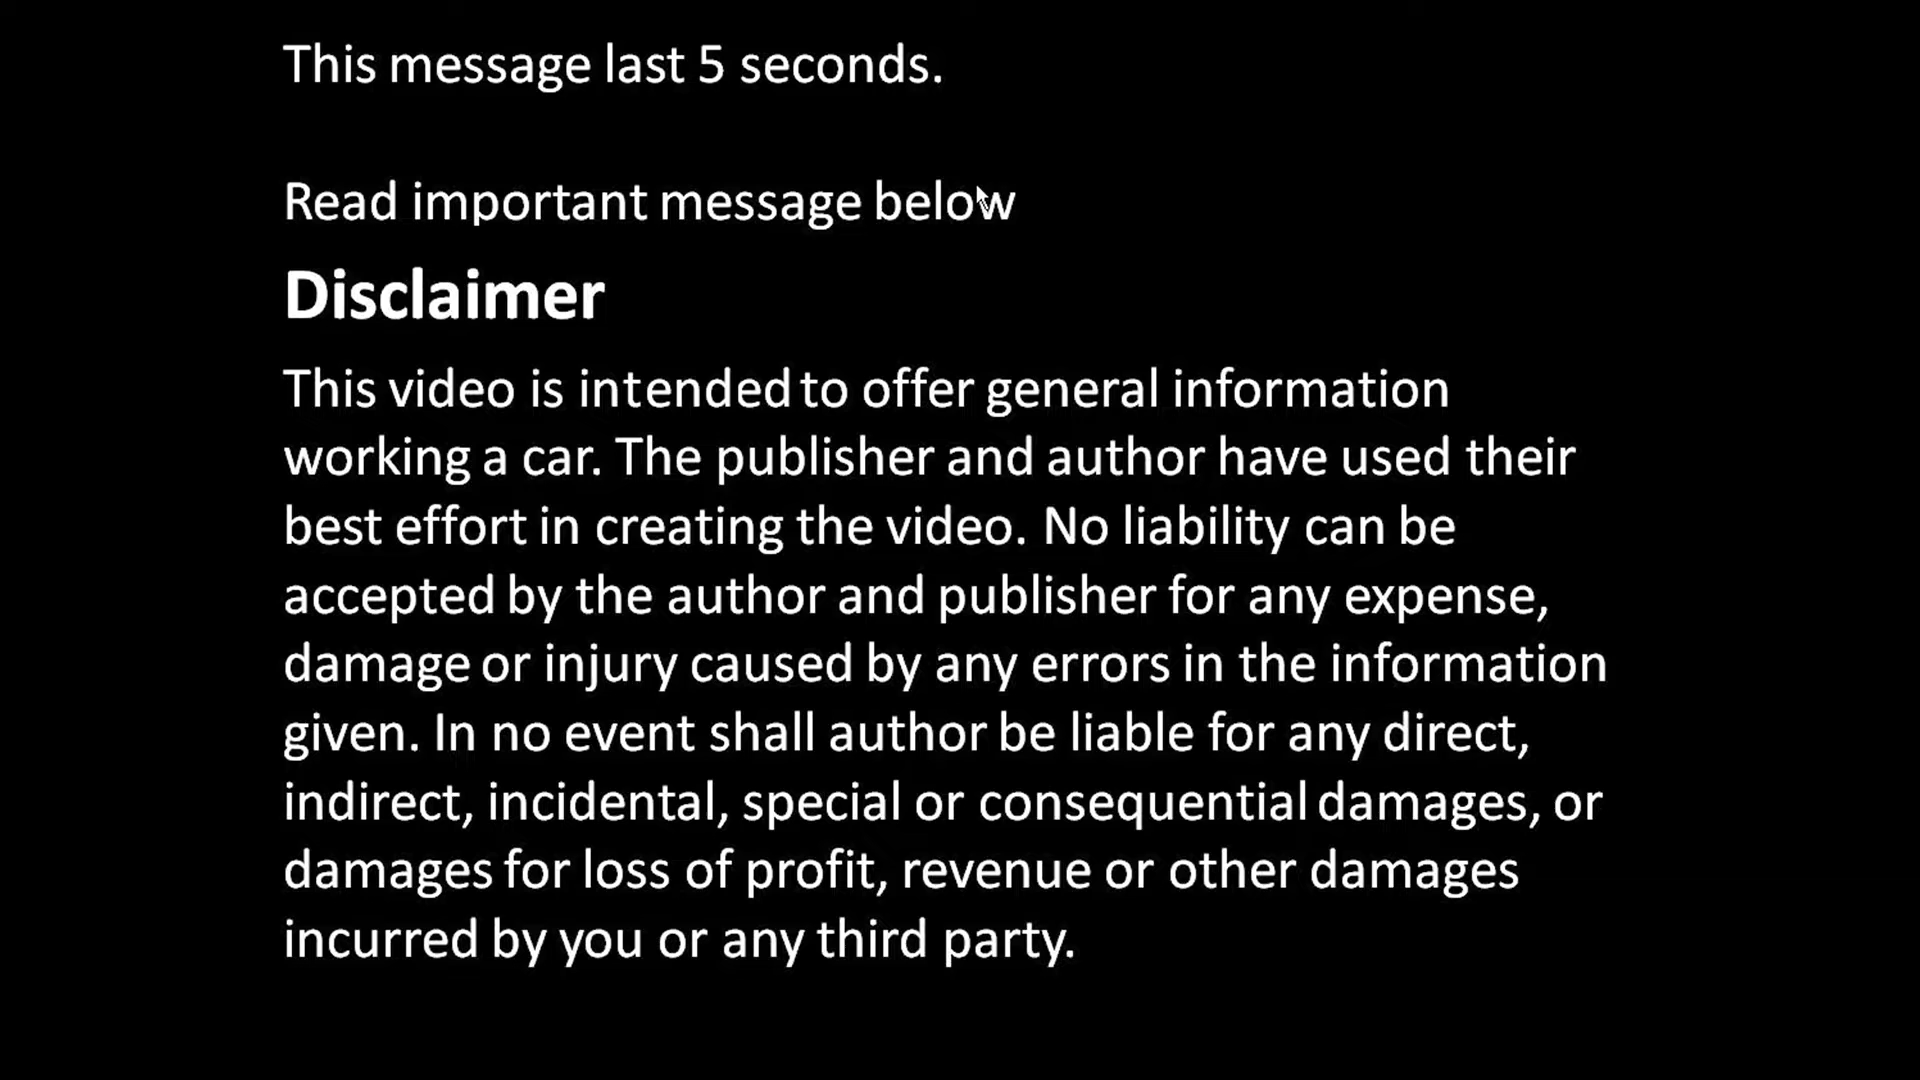 This message last 5 seconds.
Read important message below
Disclaimer
This video is intended to offer general information
working a car. The publisher and author have used their
best effort in creating the video. No liability can be
accepted by the author and publisher for any expense,
damage or injury caused by any errors in the information
given. In no event shall author be liable for any direct,
indirect, incidental, special or consequential damages, or
damages for loss of profit, revenue or other damages
incurred by you or any third party.